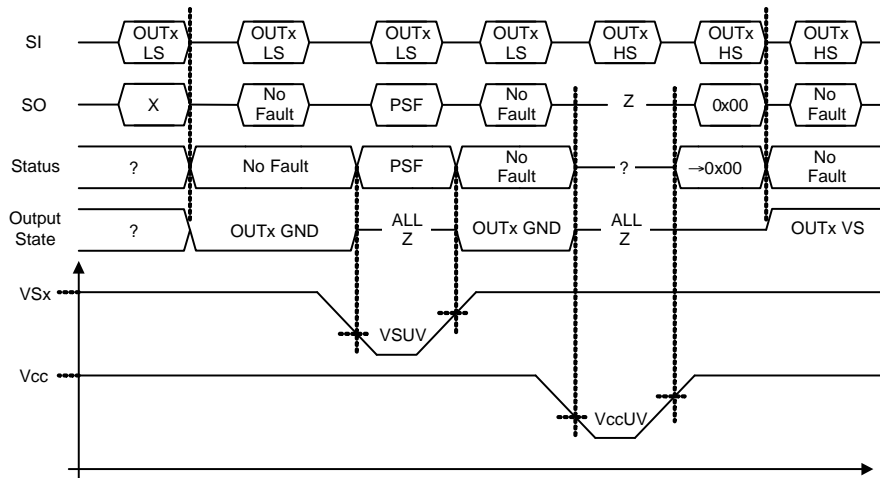 SI
OUTx
LS
OUTx
LS
OUTx
LS
OUTx
LS
OUTx
HS
OUTx
HS
OUTx
HS
SO
X
No
Fault
PSF
No
Fault
Z
0x00
No
Fault
Status
?
No Fault
PSF
No
Fault
?
→0x00
No
Fault
Output
State
?
OUTx GND
ALL
Z
OUTx GND
ALL
Z
OUTx VS
VSx
VSUV
Vcc
VccUV